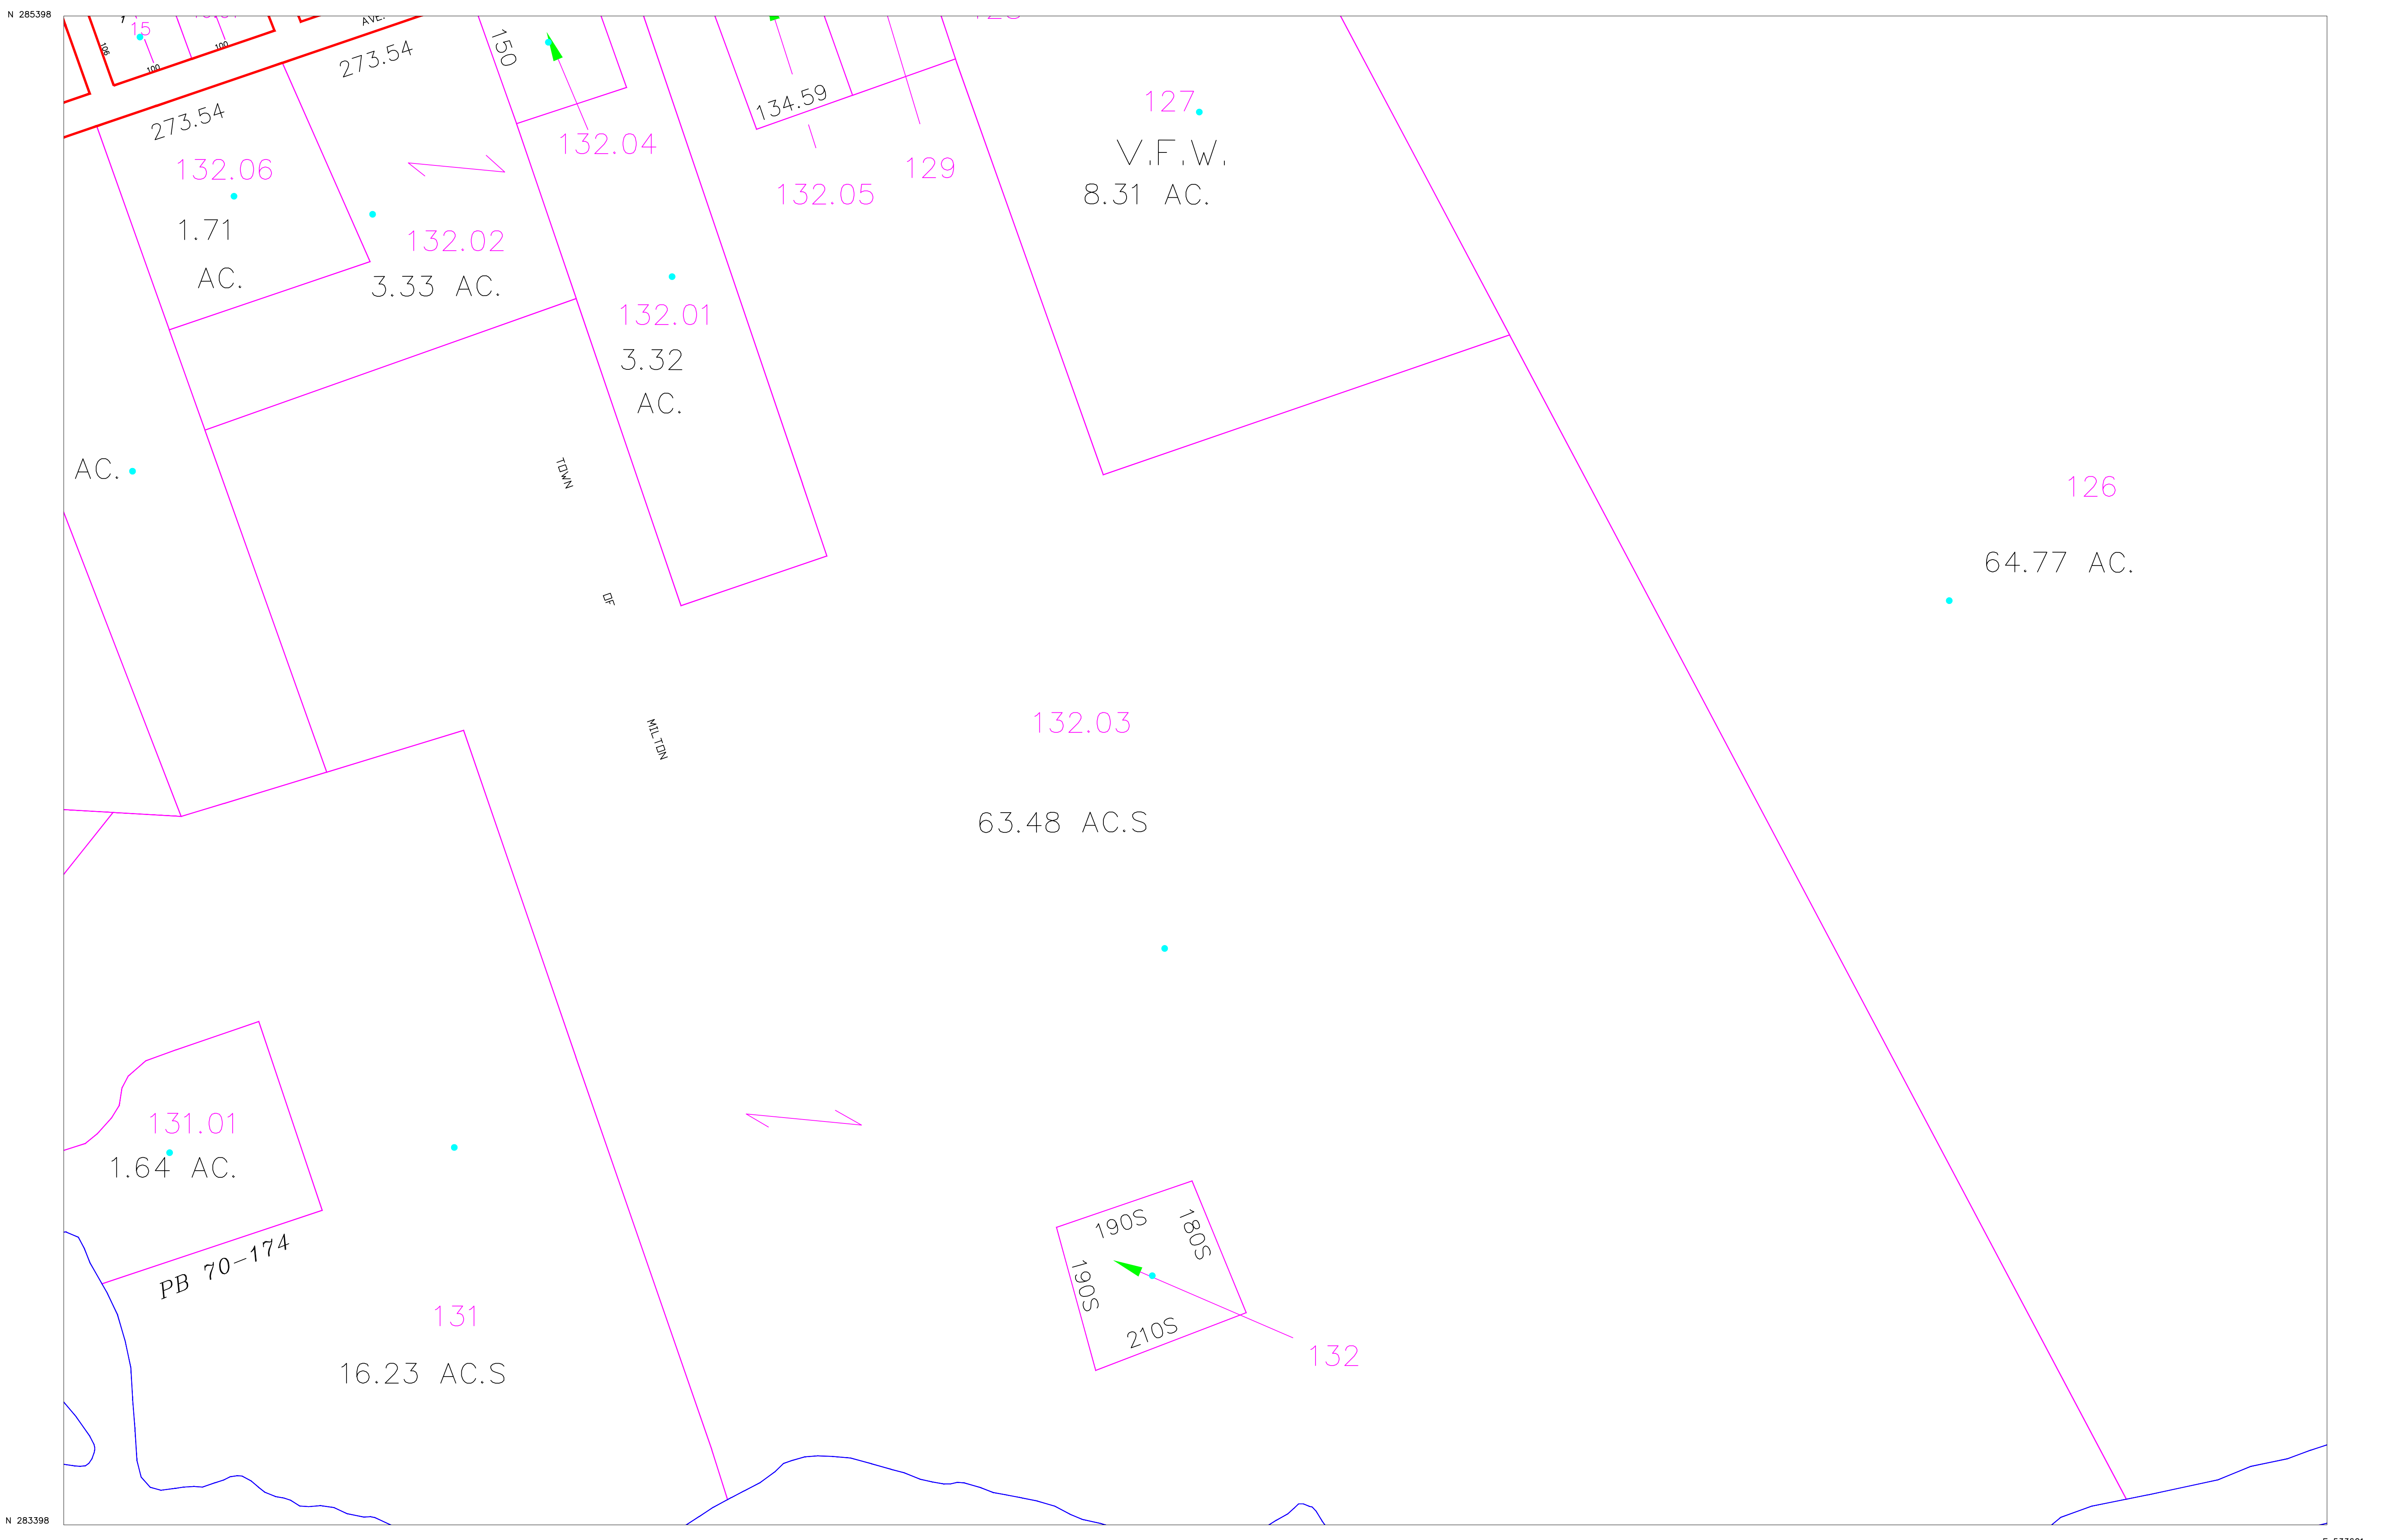 N 285398
15
AVE.
106
100
100
273.54
273.54
150
134.59
127
V.F.W.
8.31 AC.
132.04
132.06
1.71
AC.
129
132.05
132.02
3.33 AC.
132.01
3.32
AC.
AC.
TOWN
OF
MILTON
126
64.77 AC.
132.03
63.48 AC.S
131.01
1.64 AC.
PB 70-174
190S
180S
190S
210S
131
16.23 AC.S
132
N 283398